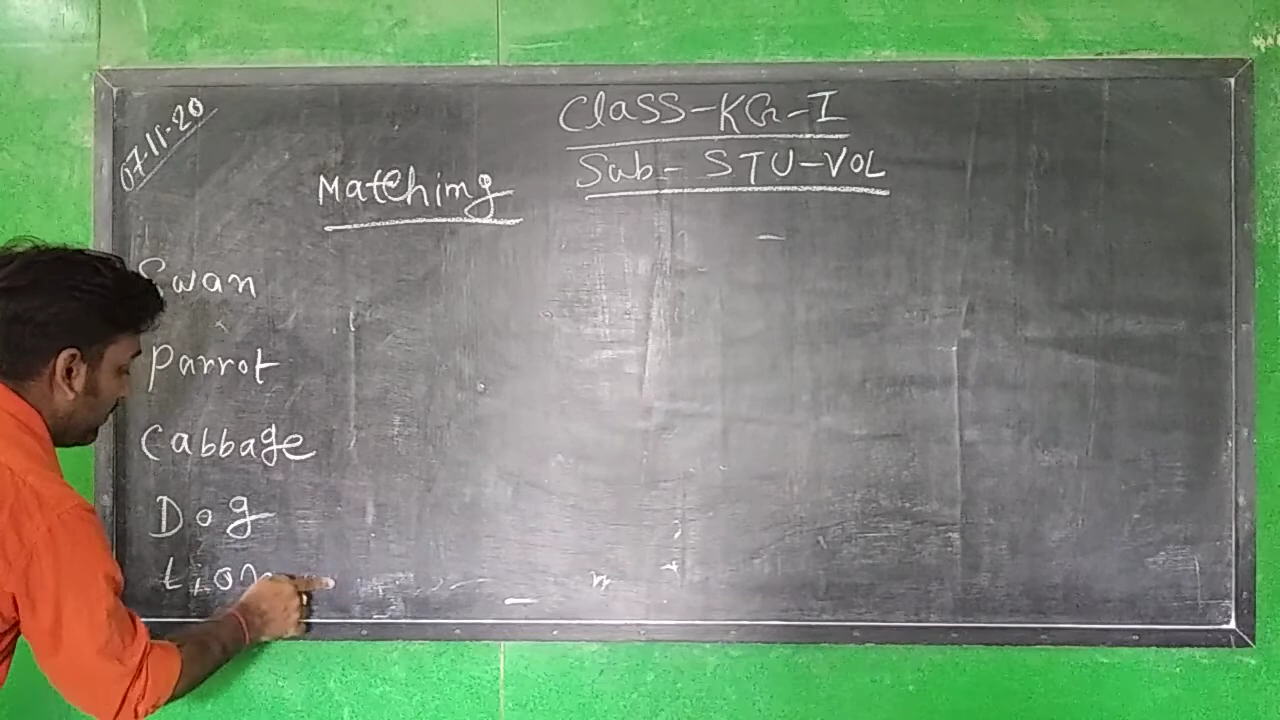 07-11-20
Class-KG-I
Sub- STU-VOL
Matching
Swan
Parrot
Cabbage
Dog
Lion